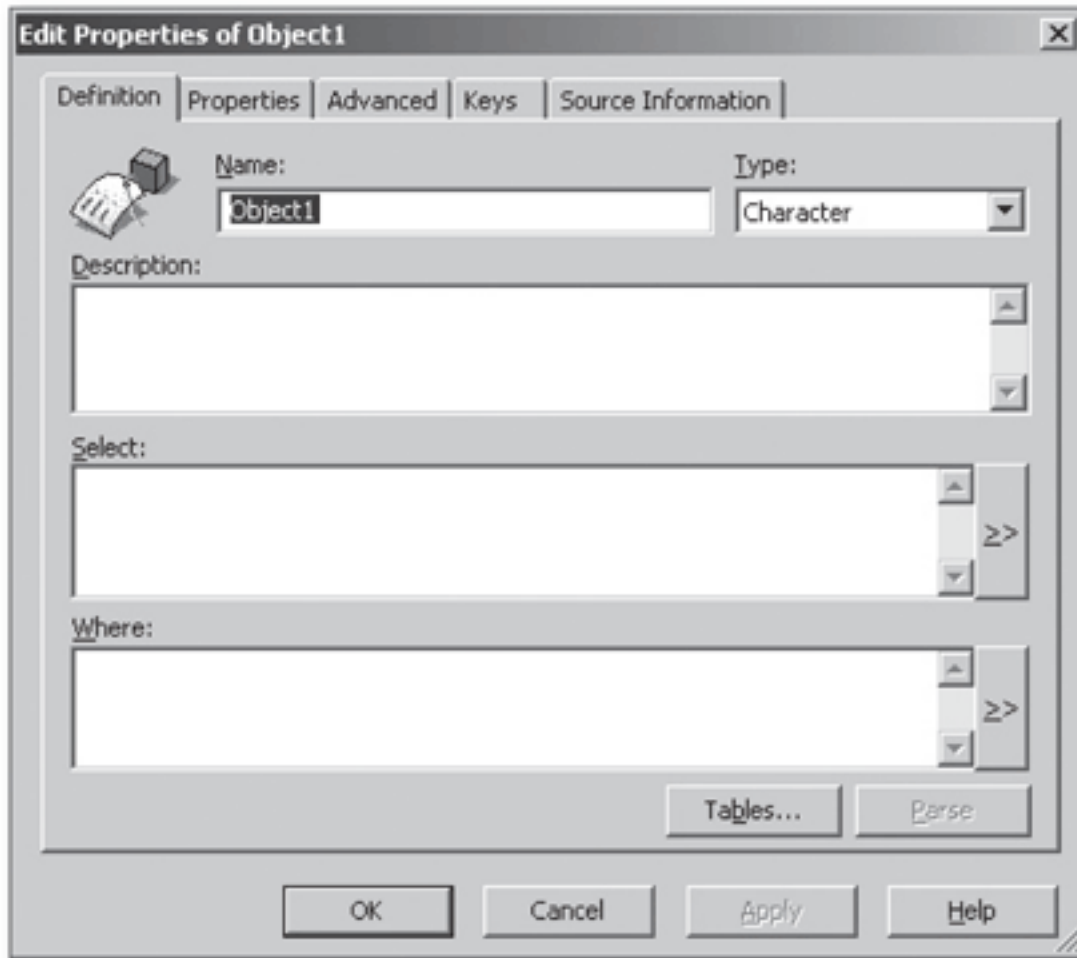 Edit Properties of Object1
Definition Properties Advanced Keys Source Information
Name: Type:
Object1 Character
Description:
Select:
>>
Where:
>>
Tables... Parse
OK Cancel Apply Help